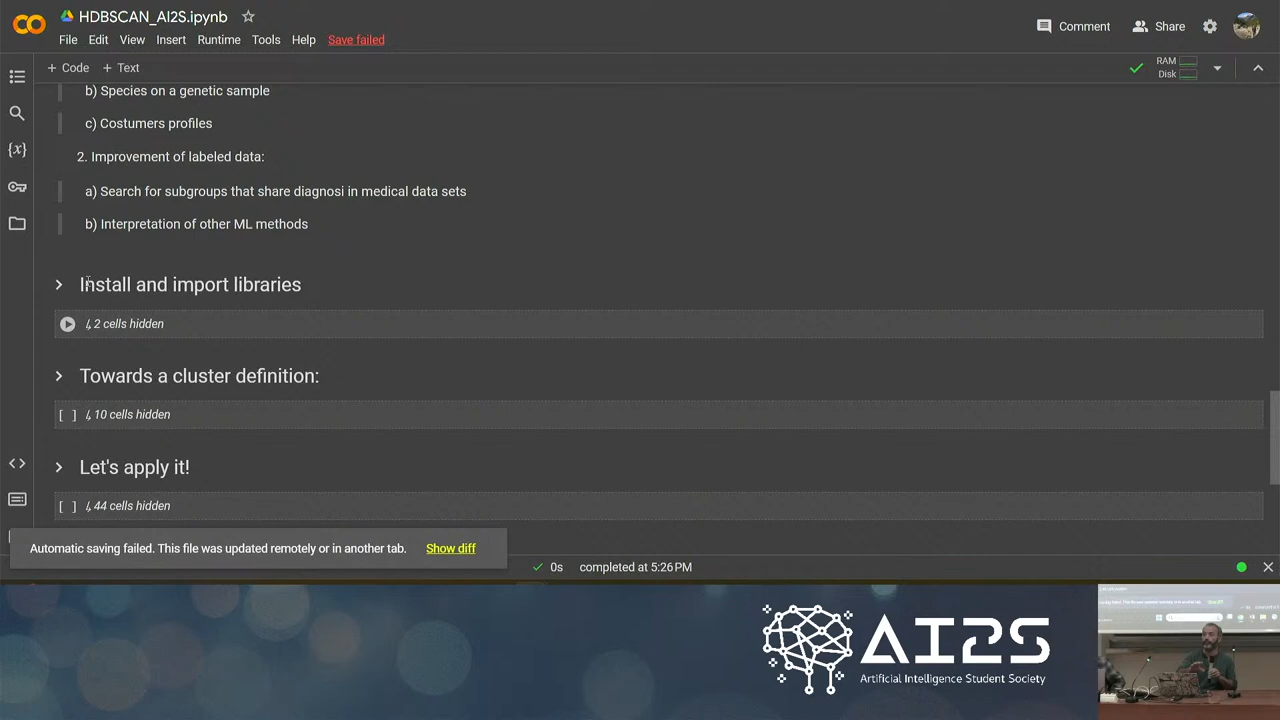 HDBSCAN_AI2S.ipynb
File Edit View Insert Runtime Tools Help Save failed
Comment Share
+ Code + Text
RAM
Disk
b) Species on a genetic sample
c) Costumers profiles
2. Improvement of labeled data:
a) Search for subgroups that share diagnosi in medical data sets
b) Interpretation of other ML methods
Install and import libraries
2 cells hidden
Towards a cluster definition:
[ ] 10 cells hidden
Let's apply it!
[ ] 44 cells hidden
Automatic saving failed. This file was updated remotely or in another tab. Show diff
0s completed at 5:26 PM
AI2S
Artificial Intelligence Student Society